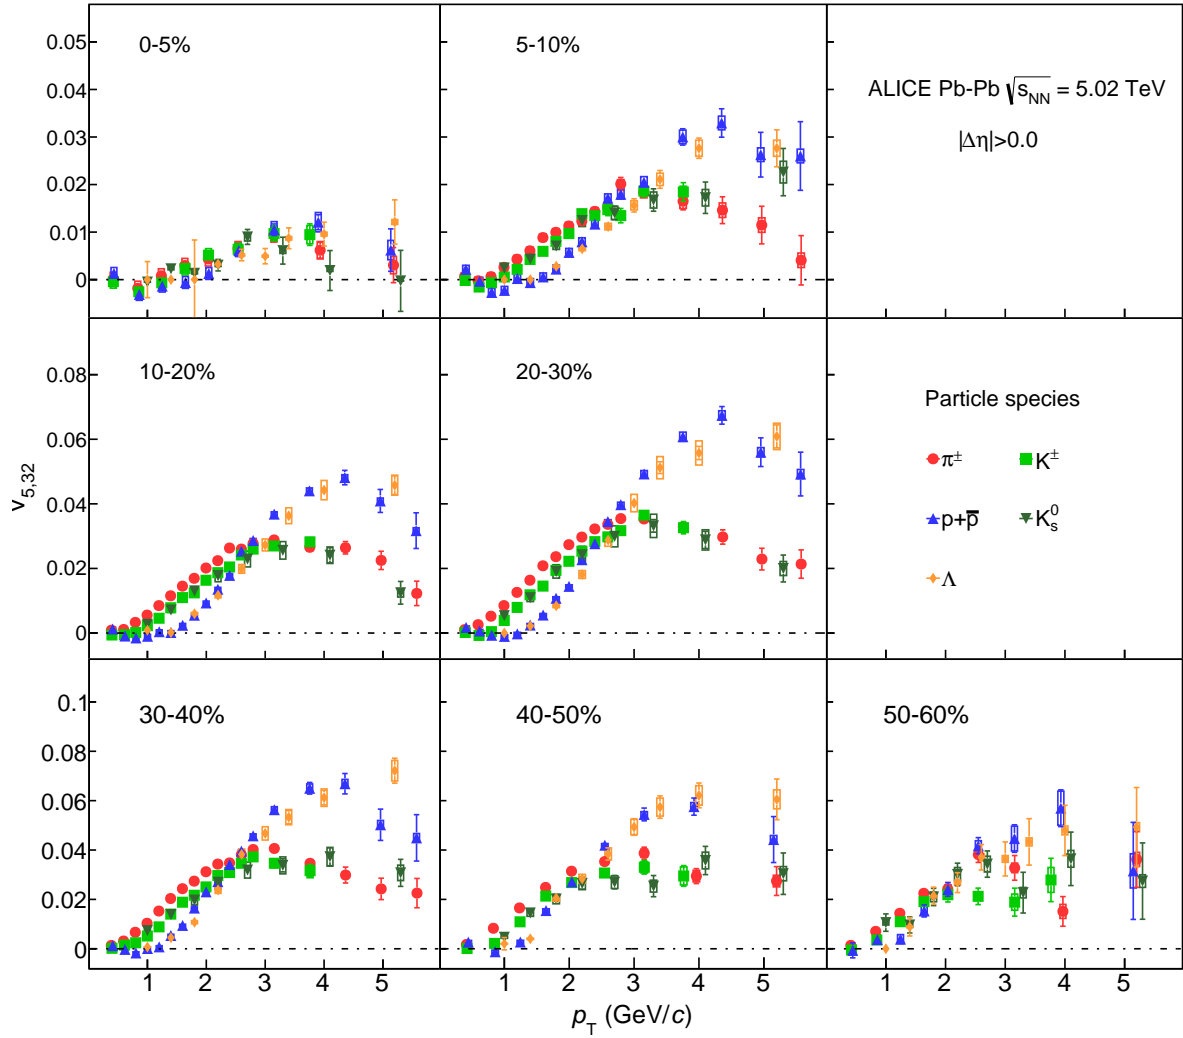 0-5%
5-10%
ALICE Pb-Pb √s_NN = 5.02 TeV
|Δη|>0.0
0.05
0.04
0.03
0.02
0.01
0
10-20%
20-30%
Particle species
π±
K±
p+p̅
K⁰ₛ
Λ
0.08
0.06
0.04
0.02
0
v_5,32
30-40%
40-50%
50-60%
0.1
0.08
0.06
0.04
0.02
0
1 2 3 4 5 1 2 3 4 5 1 2 3 4 5
p_T (GeV/c)